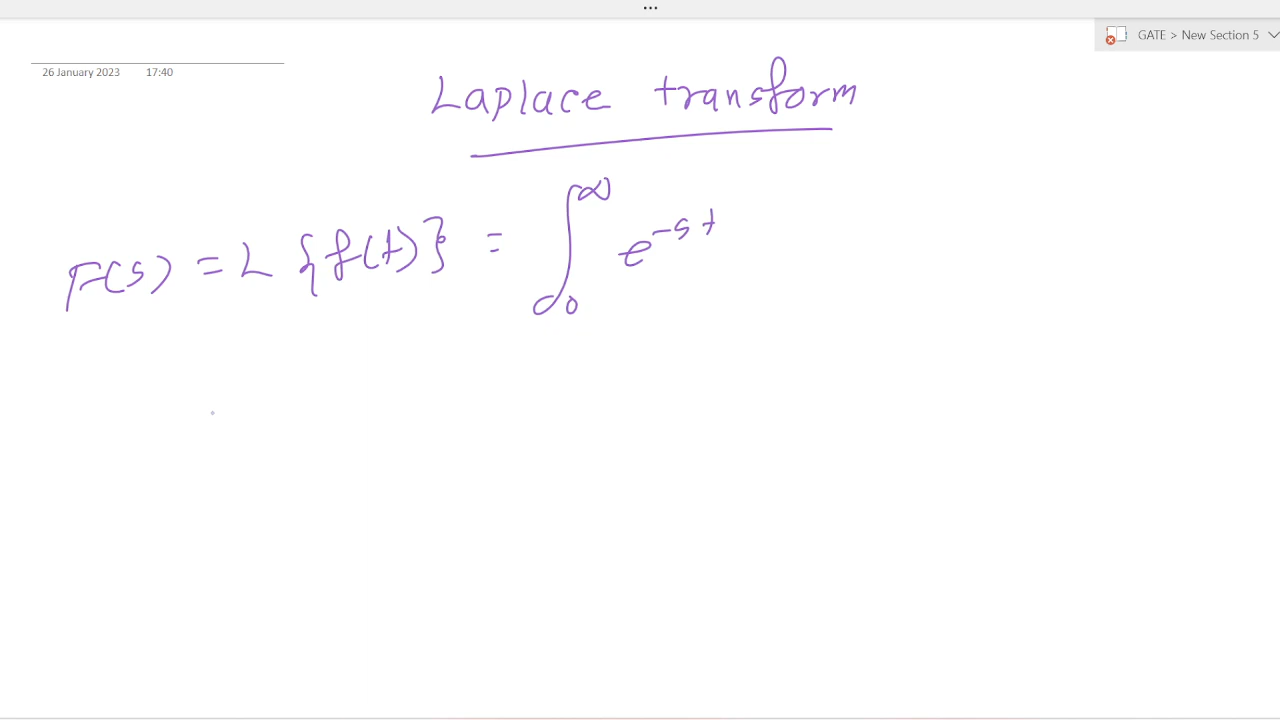 ...
GATE > New Section 5
26 January 2023 17:40
Laplace transform
F(s) = L {f(t)} = ∫₀^∞ e^{-st}